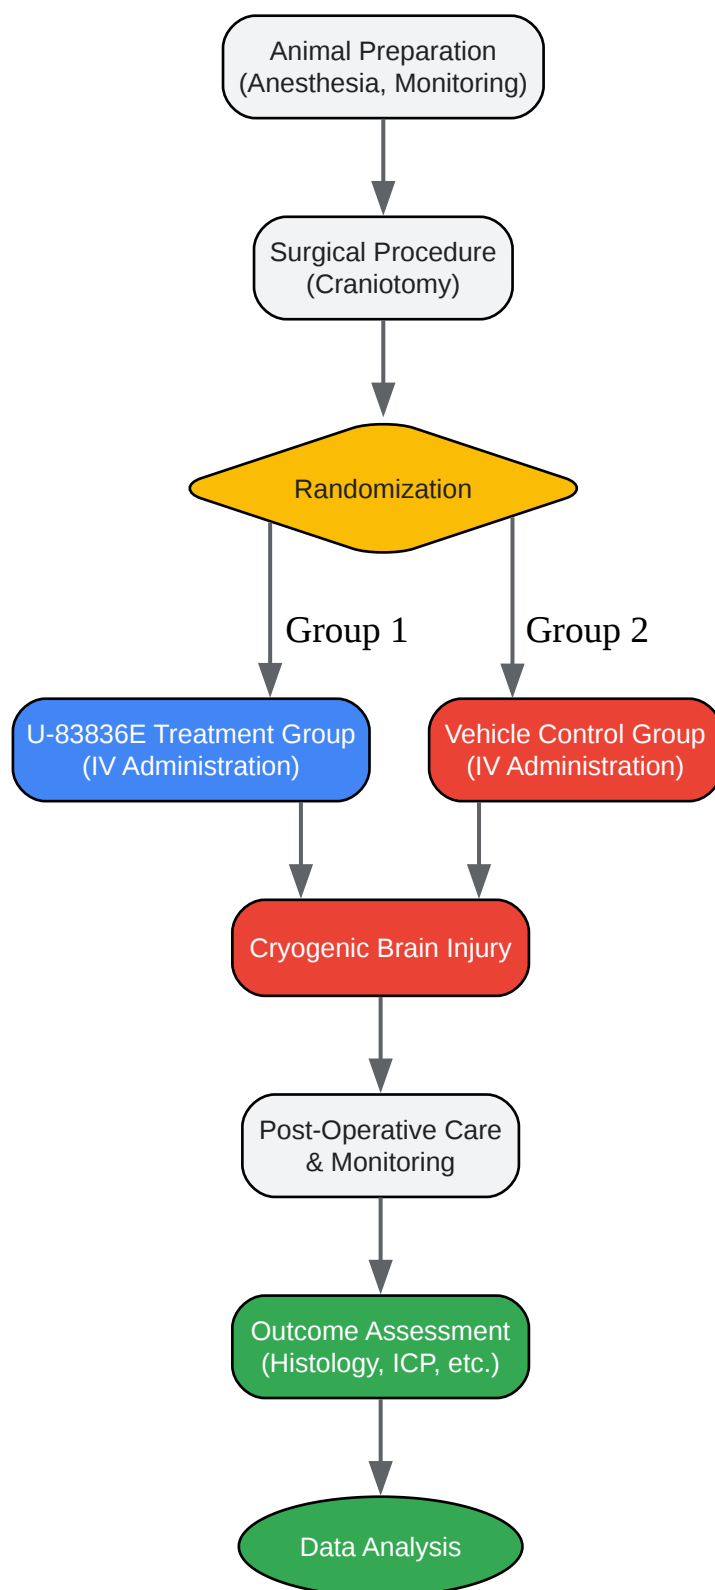 Animal Preparation
(Anesthesia, Monitoring)
Surgical Procedure
(Craniotomy)
Randomization
Group 1
Group 2
U-83836E Treatment Group
(IV Administration)
Vehicle Control Group
(IV Administration)
Cryogenic Brain Injury
Post-Operative Care
& Monitoring
Outcome Assessment
(Histology, ICP, etc.)
Data Analysis